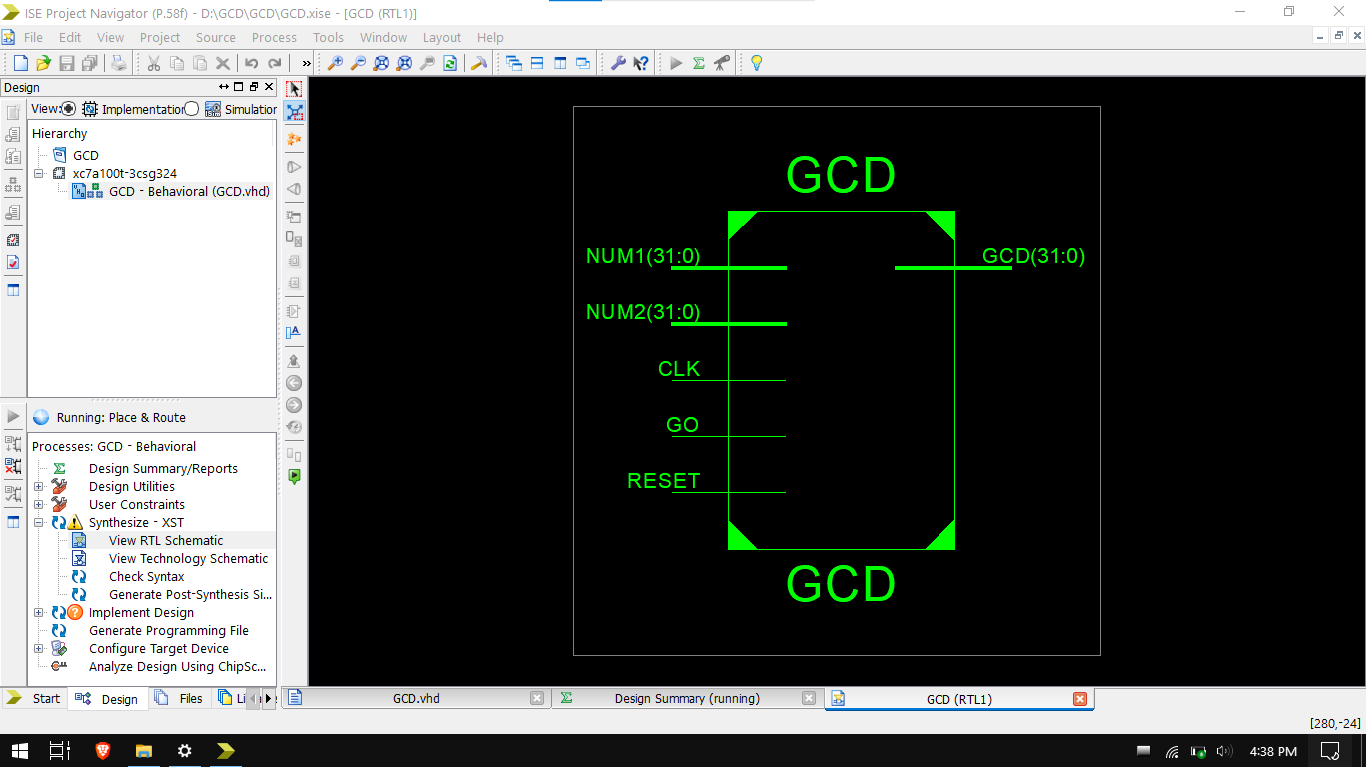 ISE Project Navigator (P.58f) - D:\GCD\GCD\GCD.xise - [GCD (RTL1)]
File Edit View Project Source Process Tools Window Layout Help
Design
View: Implementation Simulation
Hierarchy
GCD
xc7a100t-3csg324
GCD - Behavioral (GCD.vhd)
Running: Place & Route
Processes: GCD - Behavioral
Design Summary/Reports
Design Utilities
User Constraints
Synthesize - XST
View RTL Schematic
View Technology Schematic
Check Syntax
Generate Post-Synthesis Si...
Implement Design
Generate Programming File
Configure Target Device
Analyze Design Using ChipSc...
Start Design Files
GCD
NUM1(31:0) GCD(31:0)
NUM2(31:0)
CLK
GO
RESET
GCD
GCD.vhd Design Summary (running) GCD (RTL1)
[280,-24]
4:38 PM